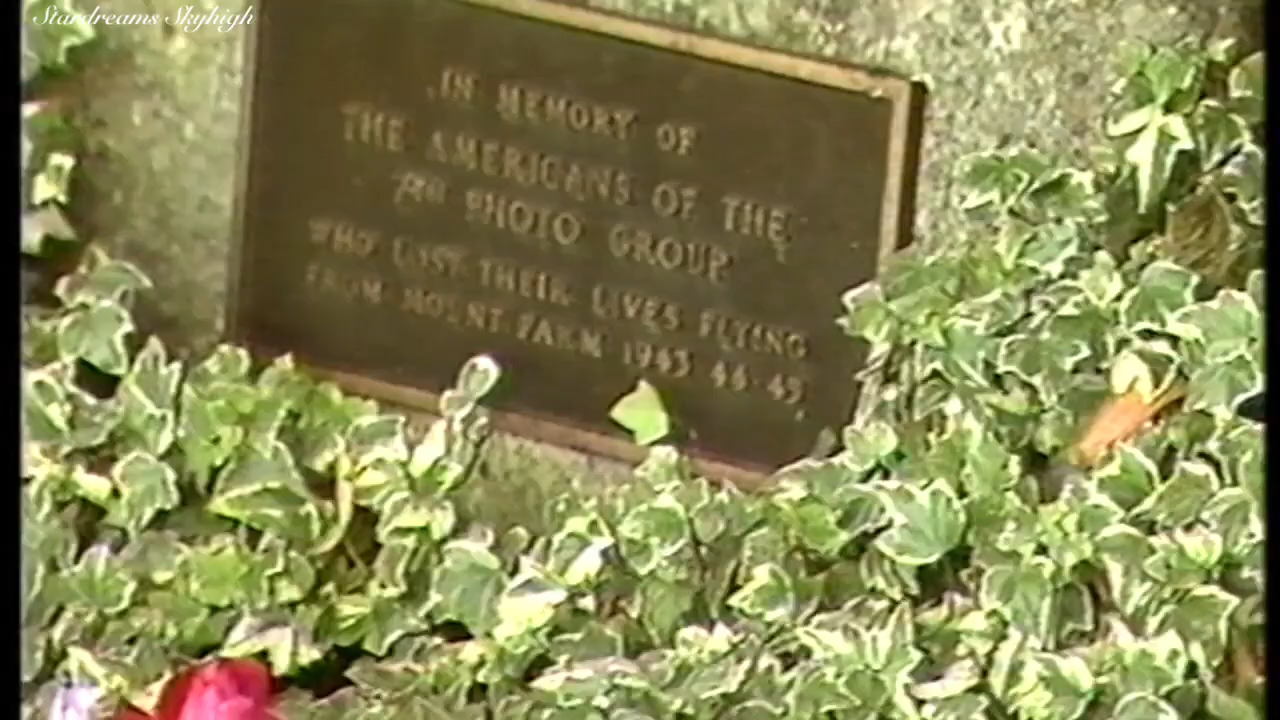 Stardreams Skyhigh
IN MEMORY OF
THE AMERICANS OF THE
7TH PHOTO GROUP
WHO LOST THEIR LIVES FLYING
FROM MOUNT FARM 1943 44-45